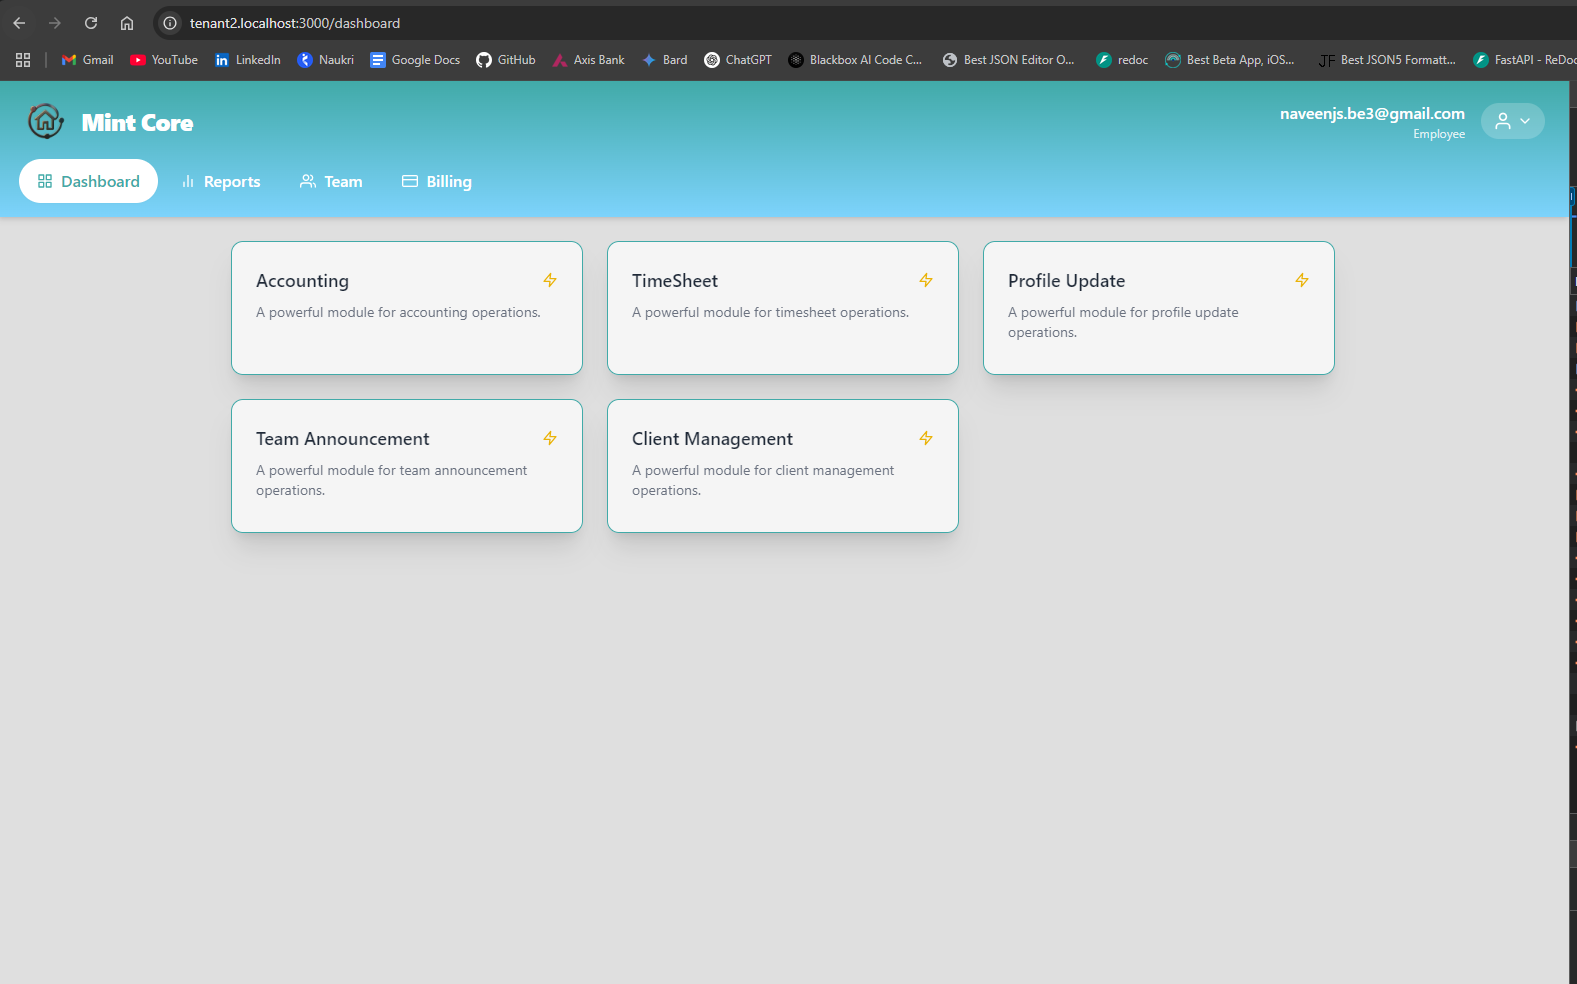 tenant2.localhost:3000/dashboard
Gmail YouTube LinkedIn Naukri Google Docs GitHub Axis Bank Bard ChatGPT Blackbox AI Code C... Best JSON Editor O... redoc Best Beta App, iOS... JF Best JSON5 Formatt... FastAPI - ReDoc
Mint Core
naveenjs.be3@gmail.com
Employee
Dashboard Reports Team Billing
Accounting
A powerful module for accounting operations.
TimeSheet
A powerful module for timesheet operations.
Profile Update
A powerful module for profile update
operations.
Team Announcement
A powerful module for team announcement
operations.
Client Management
A powerful module for client management
operations.